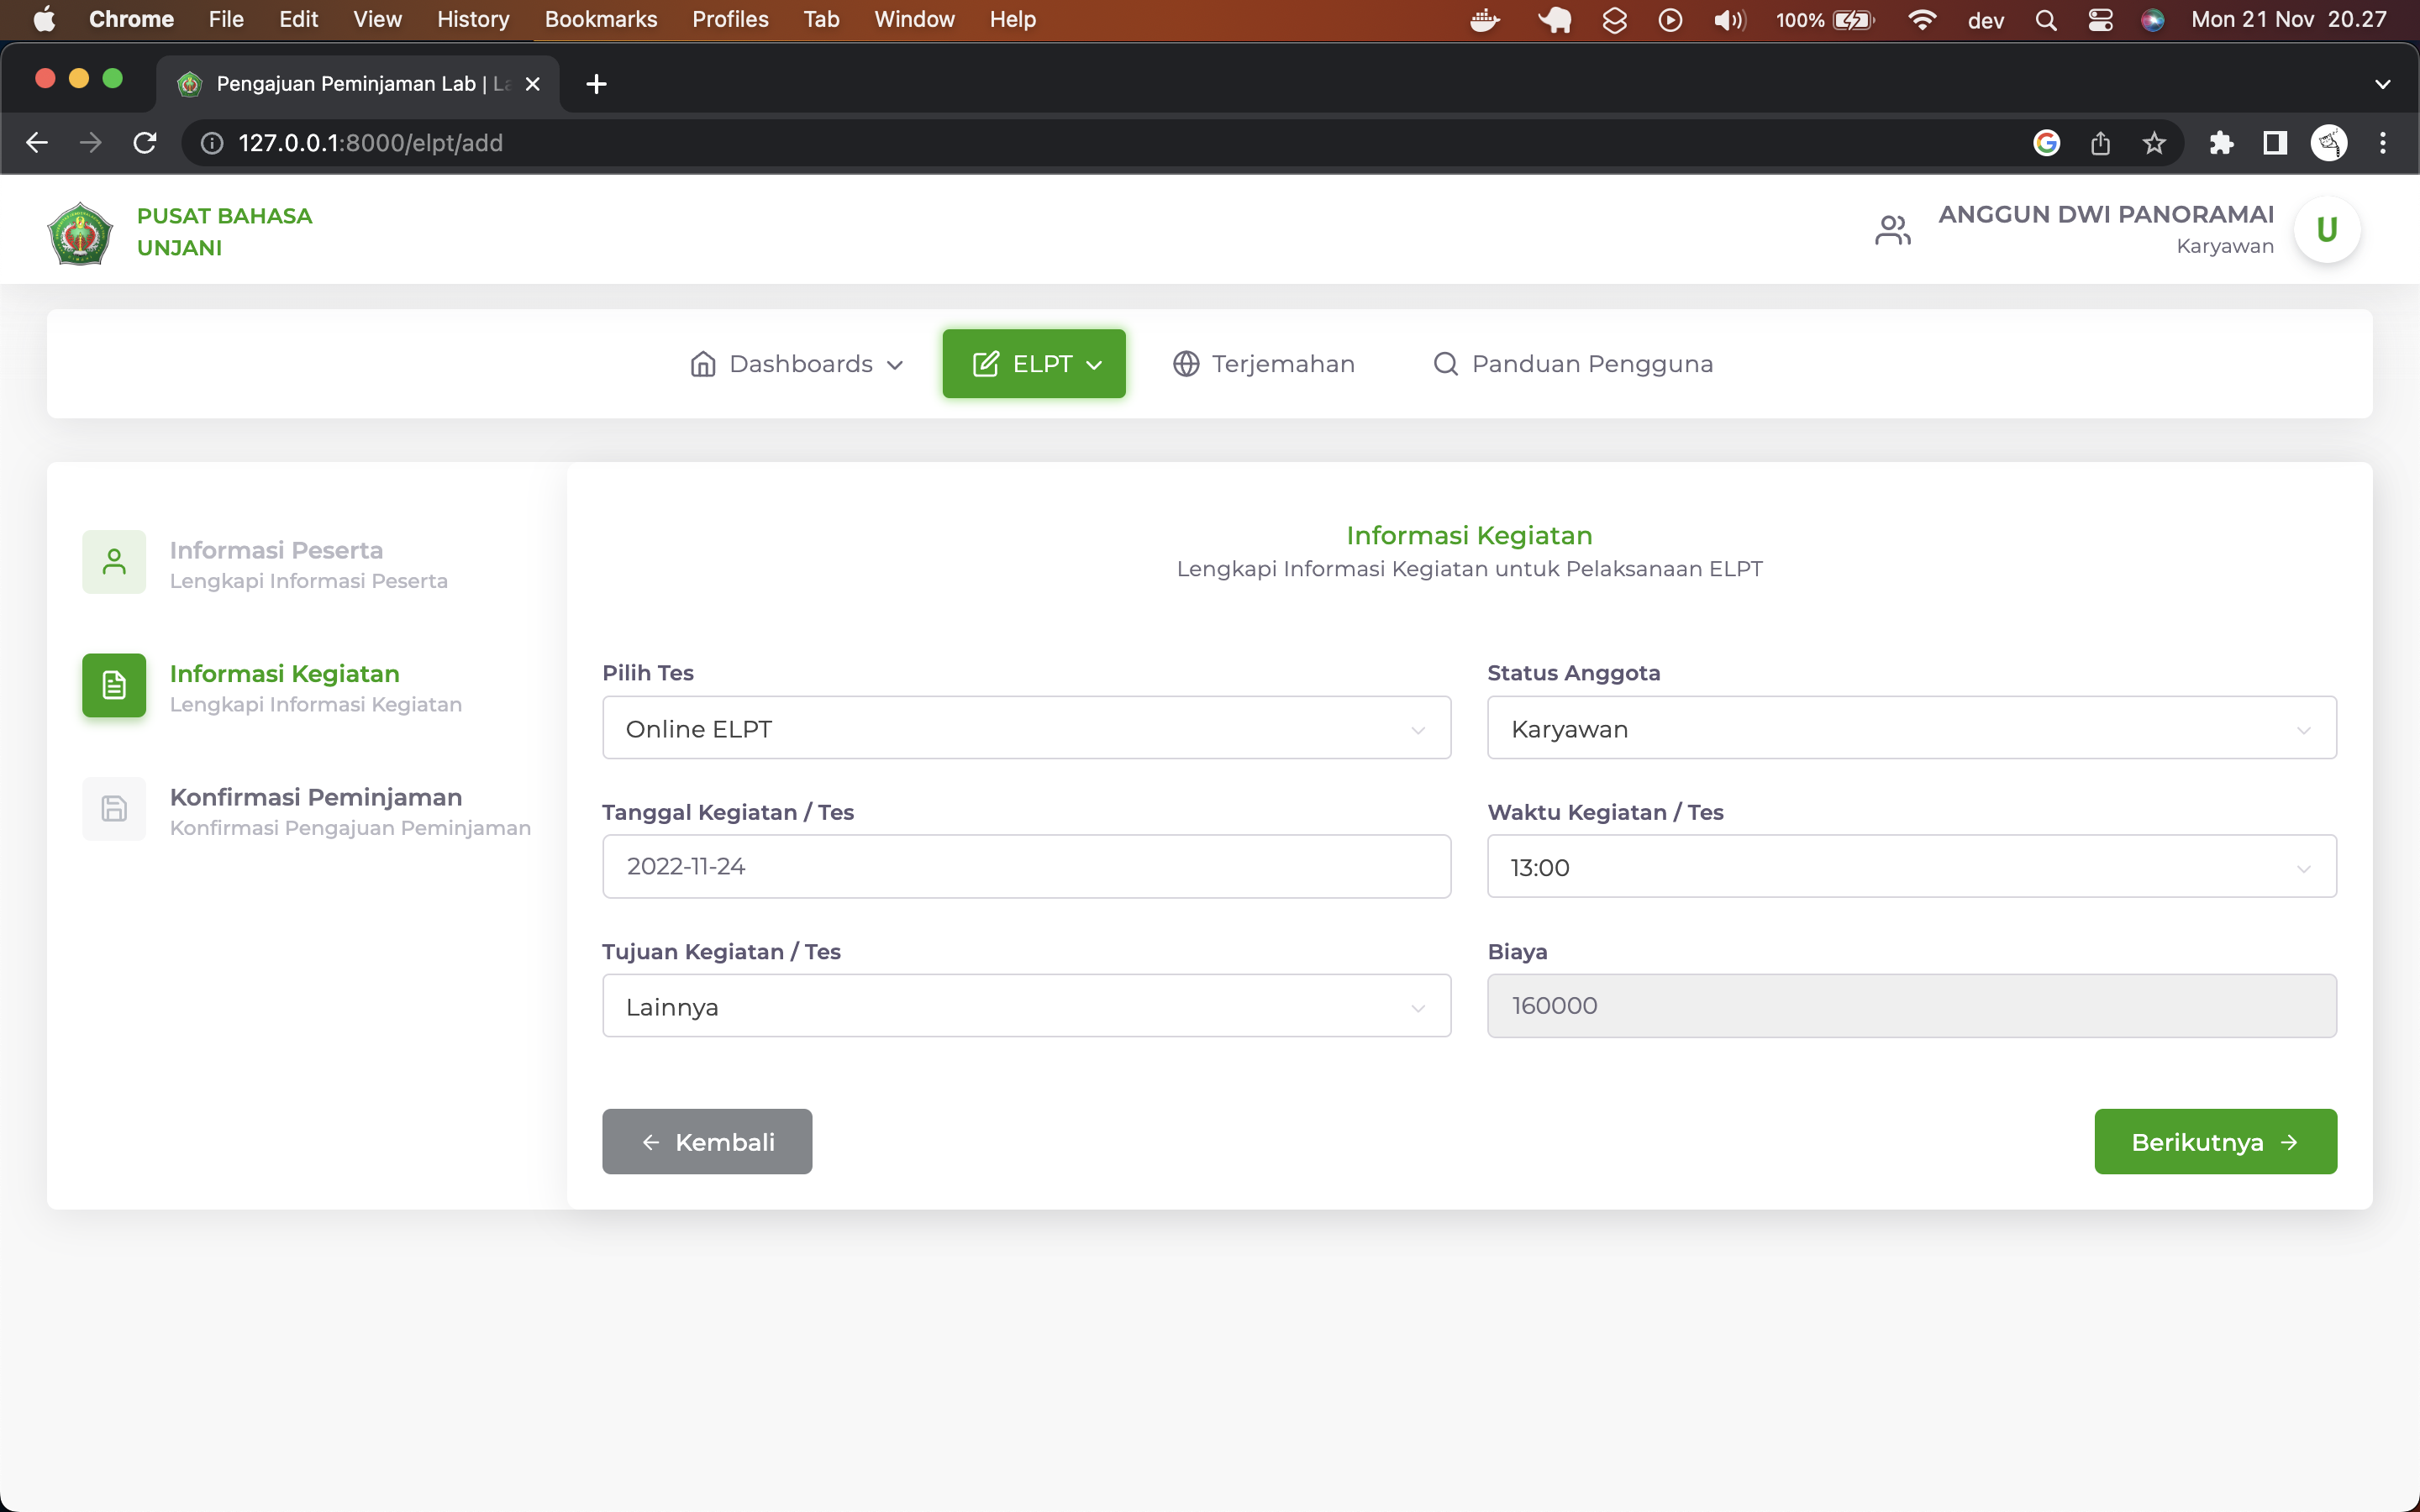 Chrome File Edit View History Bookmarks Profiles Tab Window Help 100% dev Mon 21 Nov 20.27
Pengajuan Peminjaman Lab | La
127.0.0.1:8000/elpt/add
PUSAT BAHASA
UNJANI
ANGGUN DWI PANORAMAI
Karyawan
U
Dashboards ELPT Terjemahan Panduan Pengguna
Informasi Peserta
Lengkapi Informasi Peserta
Informasi Kegiatan
Lengkapi Informasi Kegiatan
Konfirmasi Peminjaman
Konfirmasi Pengajuan Peminjaman
Informasi Kegiatan
Lengkapi Informasi Kegiatan untuk Pelaksanaan ELPT
Pilih Tes
Online ELPT
Status Anggota
Karyawan
Tanggal Kegiatan / Tes
2022-11-24
Waktu Kegiatan / Tes
13:00
Tujuan Kegiatan / Tes
Lainnya
Biaya
160000
Kembali
Berikutnya